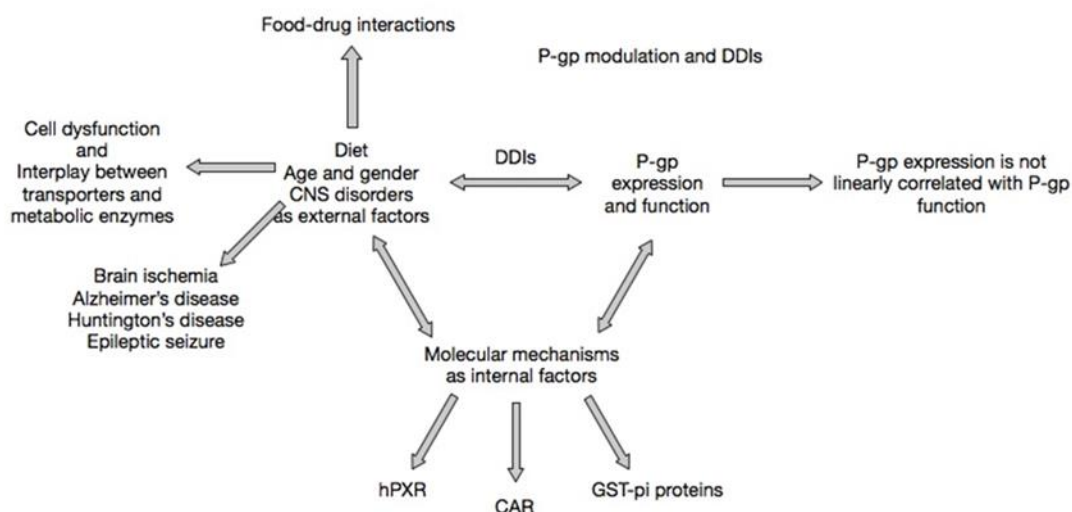 Food-drug interactions
P-gp modulation and DDIs
Cell dysfunction
and
Interplay between
transporters and
metabolic enzymes
Diet
Age and gender
CNS disorders
as external factors
DDIs
P-gp
expression
and function
P-gp expression is not
linearly correlated with P-gp
function
Brain ischemia
Alzheimer's disease
Huntington's disease
Epileptic seizure
Molecular mechanisms
as internal factors
hPXR
CAR
GST-pi proteins